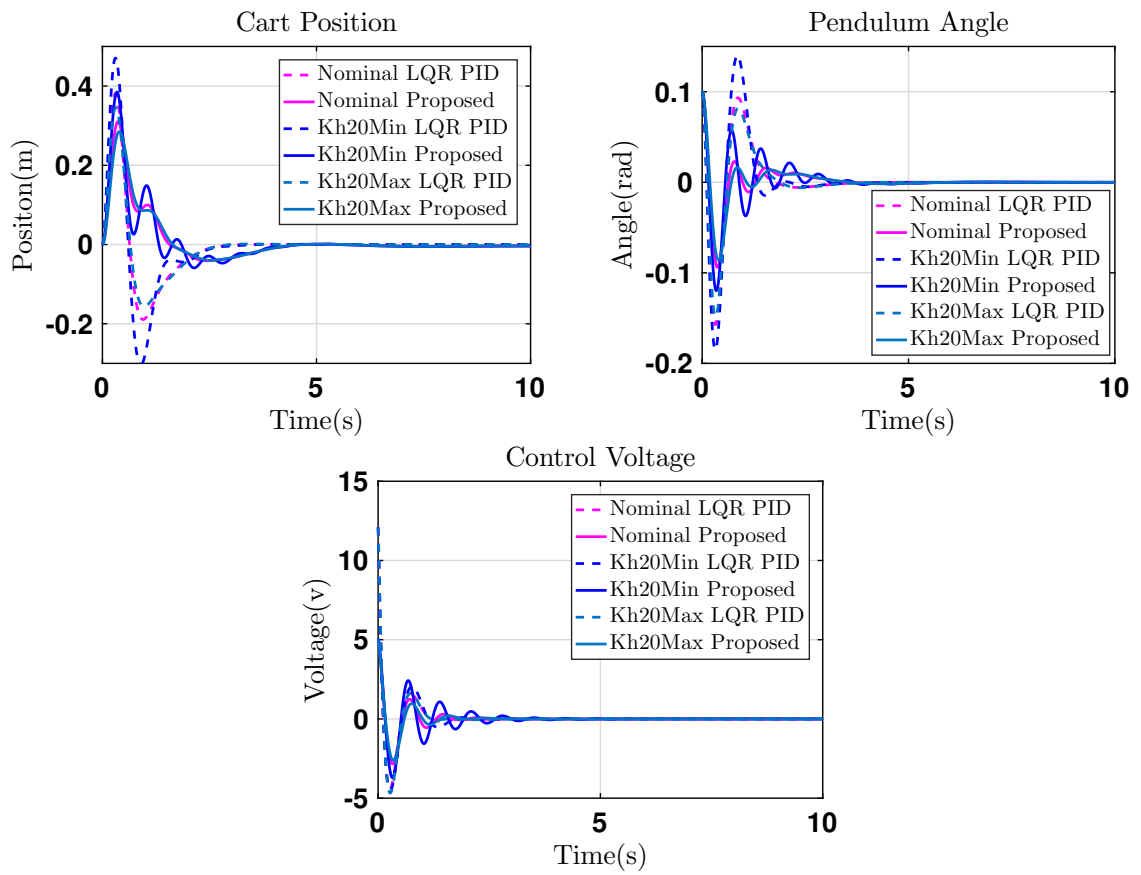 Cart Position
0.4
0.2
0
-0.2
Positon(m)
Nominal LQR PID
Nominal Proposed
Kh20Min LQR PID
Kh20Min Proposed
Kh20Max LQR PID
Kh20Max Proposed
0 5 10
Time(s)
Pendulum Angle
0.1
0
-0.1
-0.2
Angle(rad)
Nominal LQR PID
Nominal Proposed
Kh20Min LQR PID
Kh20Min Proposed
Kh20Max LQR PID
Kh20Max Proposed
0 5 10
Time(s)
Control Voltage
15
10
5
0
-5
Voltage(v)
Nominal LQR PID
Nominal Proposed
Kh20Min LQR PID
Kh20Min Proposed
Kh20Max LQR PID
Kh20Max Proposed
0 5 10
Time(s)